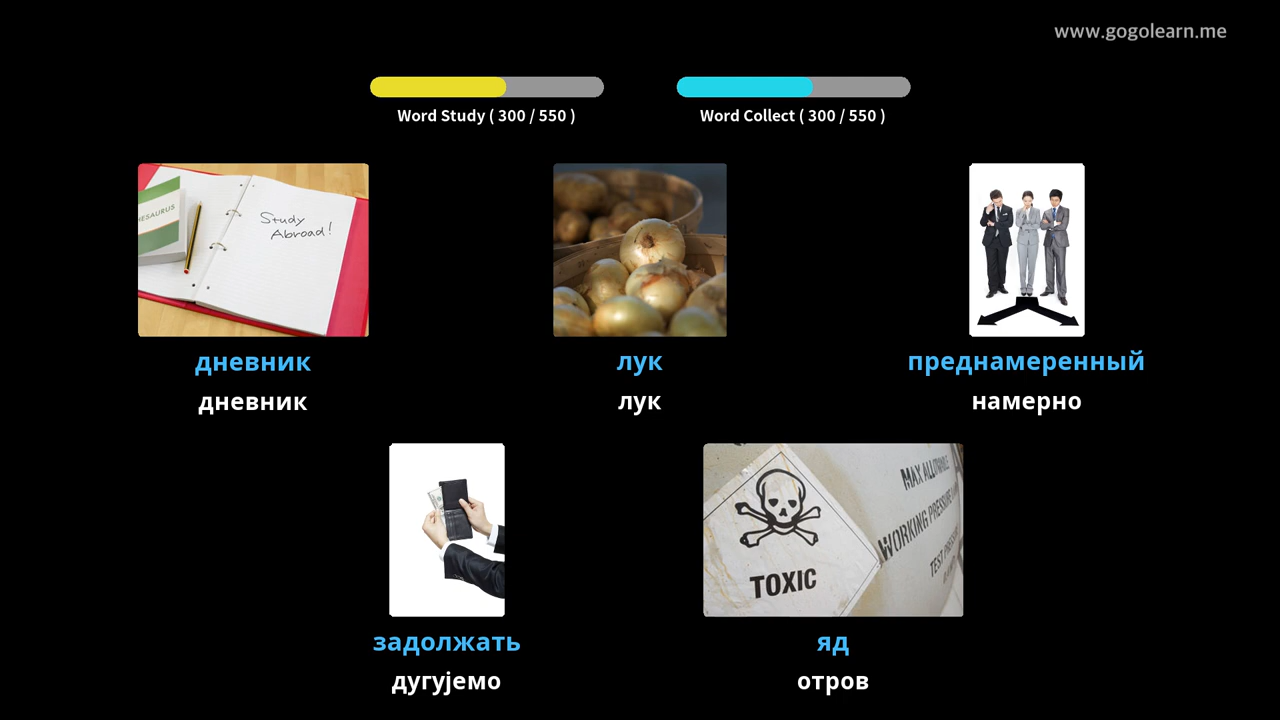 www.gogolearn.me
Word Study ( 300 / 550 )
Word Collect ( 300 / 550 )
THESAURUS
Study
Abroad!
дневник
дневник
лук
лук
преднамеренный
намерно
задолжать
дугујемо
TOXIC
MAX ALLOWABLE
WORKING PRESSURE
TEST PRESSURE
яд
отров